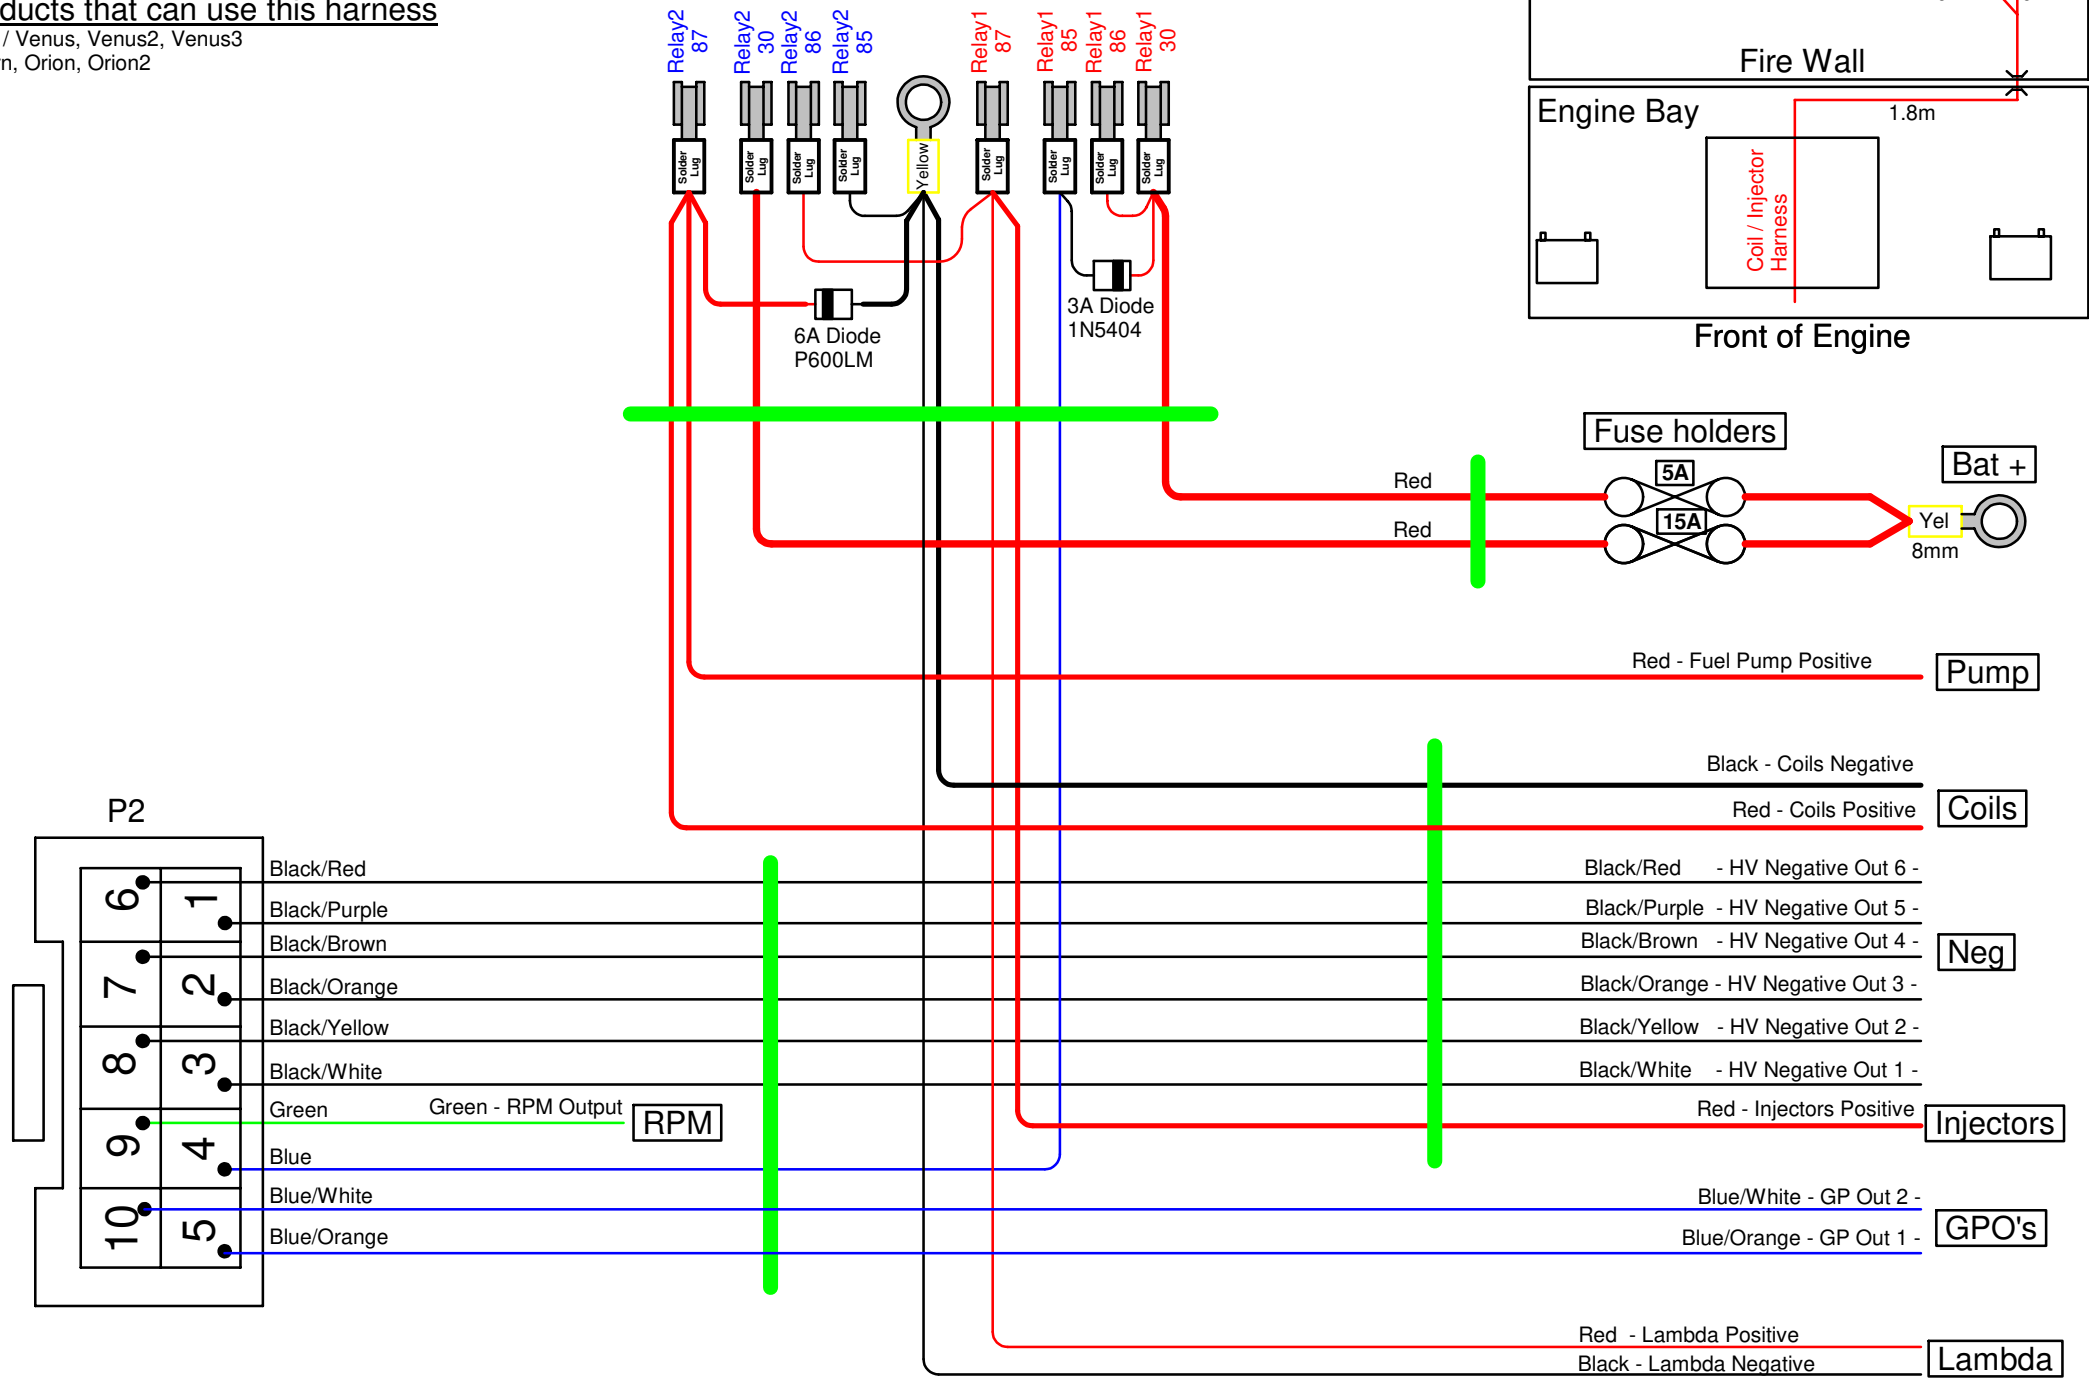 ducts that can use this harness
/ Venus, Venus2, Venus3
n, Orion, Orion2
Relay2 87
Relay2 30
Relay2 86
Relay2 85
Relay1 87
Relay1 85
Relay1 86
Relay1 30
Solder Lug
Solder Lug
Solder Lug
Solder Lug
Yellow
Solder Lug
Solder Lug
Solder Lug
Solder Lug
6A Diode
P600LM
3A Diode
1N5404
Fire Wall
Engine Bay
1.8m
Coil / Injector
Harness
Front of Engine
Fuse holders
5A
15A
Bat +
Yel
8mm
Red
Red
Red - Fuel Pump Positive
Pump
Black - Coils Negative
Red - Coils Positive
Coils
P2
6
1
7
2
8
3
9
4
10
5
Black/Red
Black/Purple
Black/Brown
Black/Orange
Black/Yellow
Black/White
Green
Green - RPM Output
RPM
Blue
Blue/White
Blue/Orange
Black/Red - HV Negative Out 6 -
Black/Purple - HV Negative Out 5 -
Black/Brown - HV Negative Out 4 -
Black/Orange - HV Negative Out 3 -
Black/Yellow - HV Negative Out 2 -
Black/White - HV Negative Out 1 -
Neg
Red - Injectors Positive
Injectors
Blue/White - GP Out 2 -
Blue/Orange - GP Out 1 -
GPO's
Red - Lambda Positive
Black - Lambda Negative
Lambda